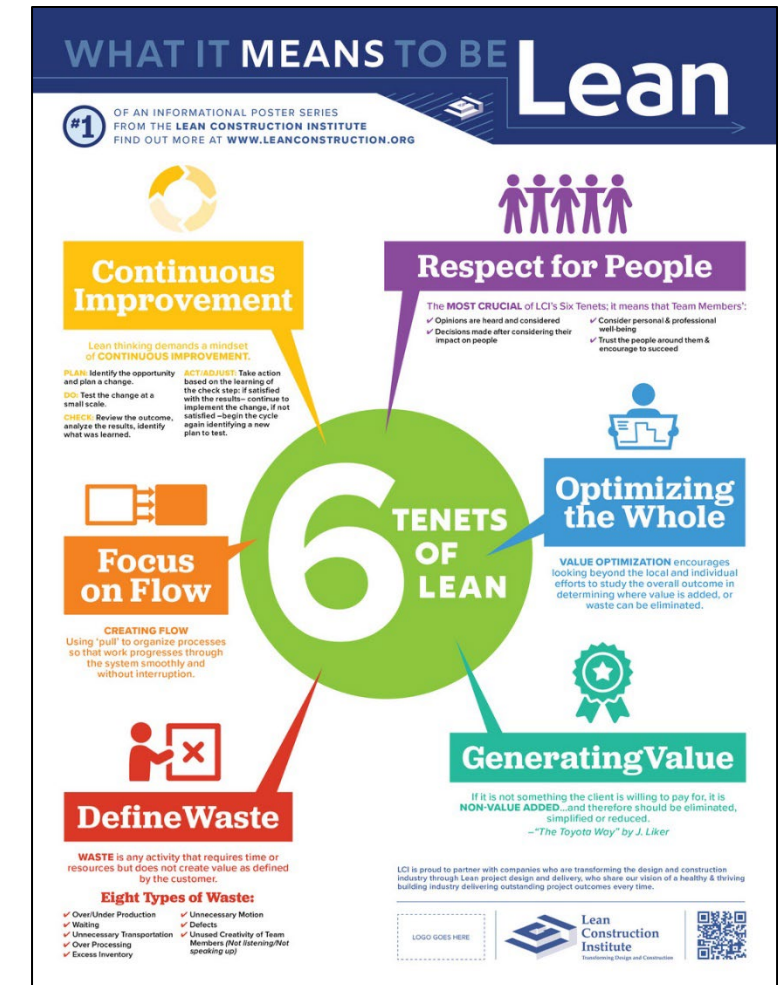 WHAT IT MEANS TO BE Lean
#1
OF AN INFORMATIONAL POSTER SERIES
FROM THE LEAN CONSTRUCTION INSTITUTE
FIND OUT MORE AT WWW.LEANCONSTRUCTION.ORG
Continuous
Improvement
Lean thinking demands a mindset
of CONTINUOUS IMPROVEMENT.
PLAN: Identify the opportunity
and plan a change.
DO: Test the change at a
small scale.
CHECK: Review the outcome,
analyze the results, identify
what was learned.
ACT/ADJUST: Take action
based on the learning of
the check step: if satisfied
with the results– continue to
implement the change, if not
satisfied –begin the cycle
again identifying a new
plan to test.
Respect for People
The MOST CRUCIAL of LCI's Six Tenets; it means that Team Members':
✔ Opinions are heard and considered
✔ Decisions made after considering their
impact on people
✔ Consider personal & professional
well-being
✔ Trust the people around them &
encourage to succeed
6
TENETS
OF
LEAN
Optimizing
the Whole
VALUE OPTIMIZATION encourages
looking beyond the local and individual
efforts to study the overall outcome in
determining where value is added, or
waste can be eliminated.
Focus
on Flow
CREATING FLOW
Using 'pull' to organize processes
so that work progresses through
the system smoothly and
without interruption.
Generating Value
If it is not something the client is willing to pay for, it is
NON-VALUE ADDED...and therefore should be eliminated,
simplified or reduced.
–"The Toyota Way" by J. Liker
Define Waste
WASTE is any activity that requires time or
resources but does not create value as defined
by the customer.
Eight Types of Waste:
✔ Over/Under Production
✔ Waiting
✔ Unnecessary Transportation
✔ Over Processing
✔ Excess Inventory
✔ Unnecessary Motion
✔ Defects
✔ Unused Creativity of Team
Members (Not listening/Not
speaking up)
LCI is proud to partner with companies who are transforming the design and construction
industry through Lean project design and delivery, who share our vision of a healthy & thriving
building industry delivering outstanding project outcomes every time.
LOGO GOES HERE
Lean
Construction
Institute
Transforming Design and Construction